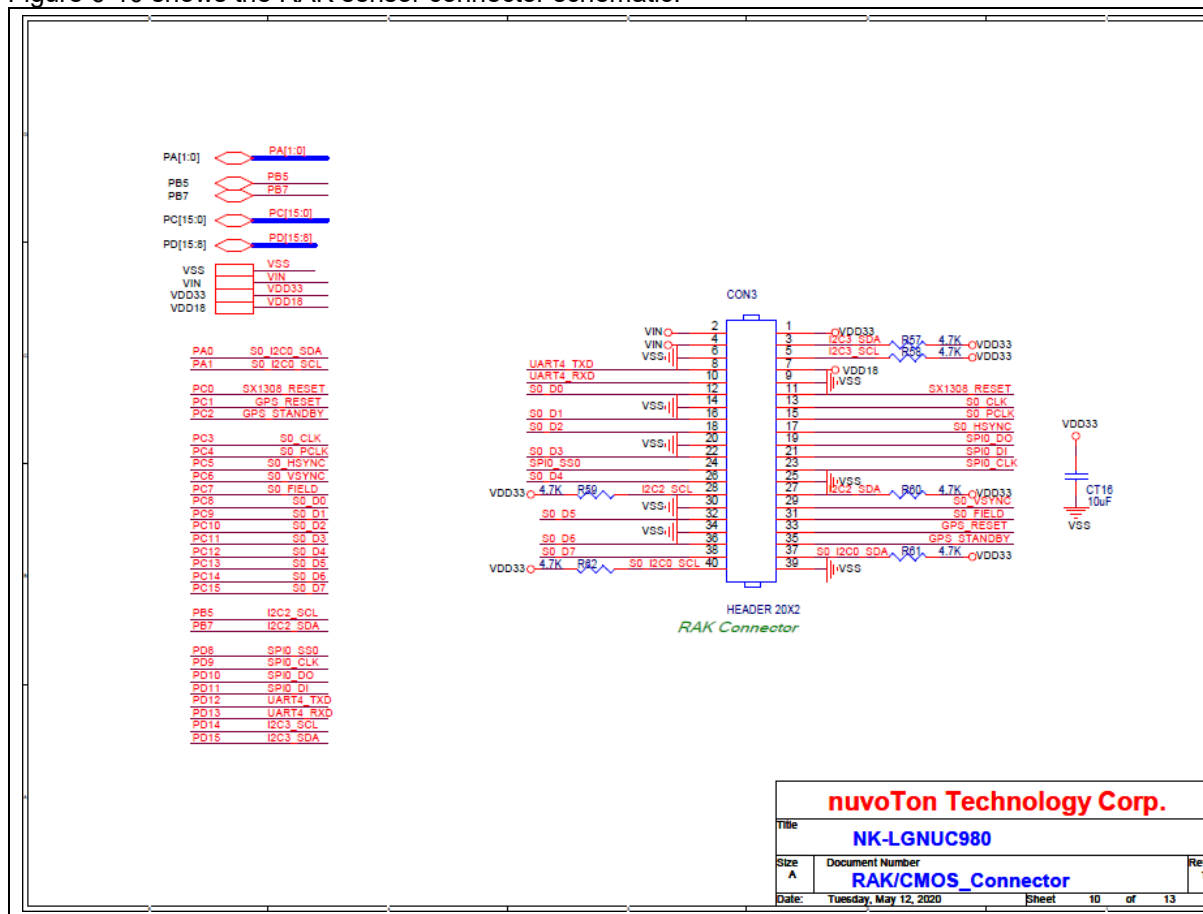 Figure 3-10 shows the RAK sensor connector schematic.
PA[1:0] PA[1:0]
PB5 PB5
PB7 PB7
PC[15:0] PC[15:0]
PD[15:8] PD[15:8]
VSS VSS
VIN VIN
VDD33 VDD33
VDD18 VDD18
PA0 S0_I2C0_SDA
PA1 S0_I2C0_SCL
PC0 SX1308_RESET
PC1 GPS_RESET
PC2 GPS_STANDBY
PC3 S0_CLK
PC4 S0_PCLK
PC5 S0_HSYNC
PC6 S0_VSYNC
PC7 S0_FIELD
PC8 S0_D0
PC9 S0_D1
PC10 S0_D2
PC11 S0_D3
PC12 S0_D4
PC13 S0_D5
PC14 S0_D6
PC15 S0_D7
PB5 I2C2_SCL
PB7 I2C2_SDA
PD8 SPI0_SS0
PD9 SPI0_CLK
PD10 SPI0_DO
PD11 SPI0_DI
PD12 UART4_TXD
PD13 UART4_RXD
PD14 I2C3_SCL
PD15 I2C3_SDA
CON3
VIN 2 1 VDD33
VIN 4 3 I2C3_SDA R57 4.7K VDD33
VSS 6 5 I2C3_SCL R58 4.7K VDD33
UART4_TXD 8 7 VDD18
UART4_RXD 10 9 VSS
S0_D0 12 11 SX1308_RESET
VSS 14 13 S0_CLK
S0_D1 16 15 S0_PCLK
S0_D2 18 17 S0_HSYNC
VSS 20 19 SPI0_DO
S0_D3 22 21 SPI0_DI
SPI0_SS0 24 23 SPI0_CLK
S0_D4 26 25 VSS
VDD33 4.7K R59 I2C2_SCL 28 27 I2C2_SDA R60 4.7K VDD33
VSS 30 29 S0_VSYNC
S0_D5 32 31 S0_FIELD
VSS 34 33 GPS_RESET
S0_D6 36 35 GPS_STANDBY
S0_D7 38 37 S0_I2C0_SDA R61 4.7K VDD33
VDD33 4.7K R62 S0_I2C0_SCL 40 39 VSS
HEADER 20X2
RAK Connector
VDD33
CT16
10uF
VSS
nuvoTon Technology Corp.
Title
NK-LGNUC980
Size Document Number Re
A RAK/CMOS_Connector
Date: Tuesday, May 12, 2020 Sheet 10 of 13